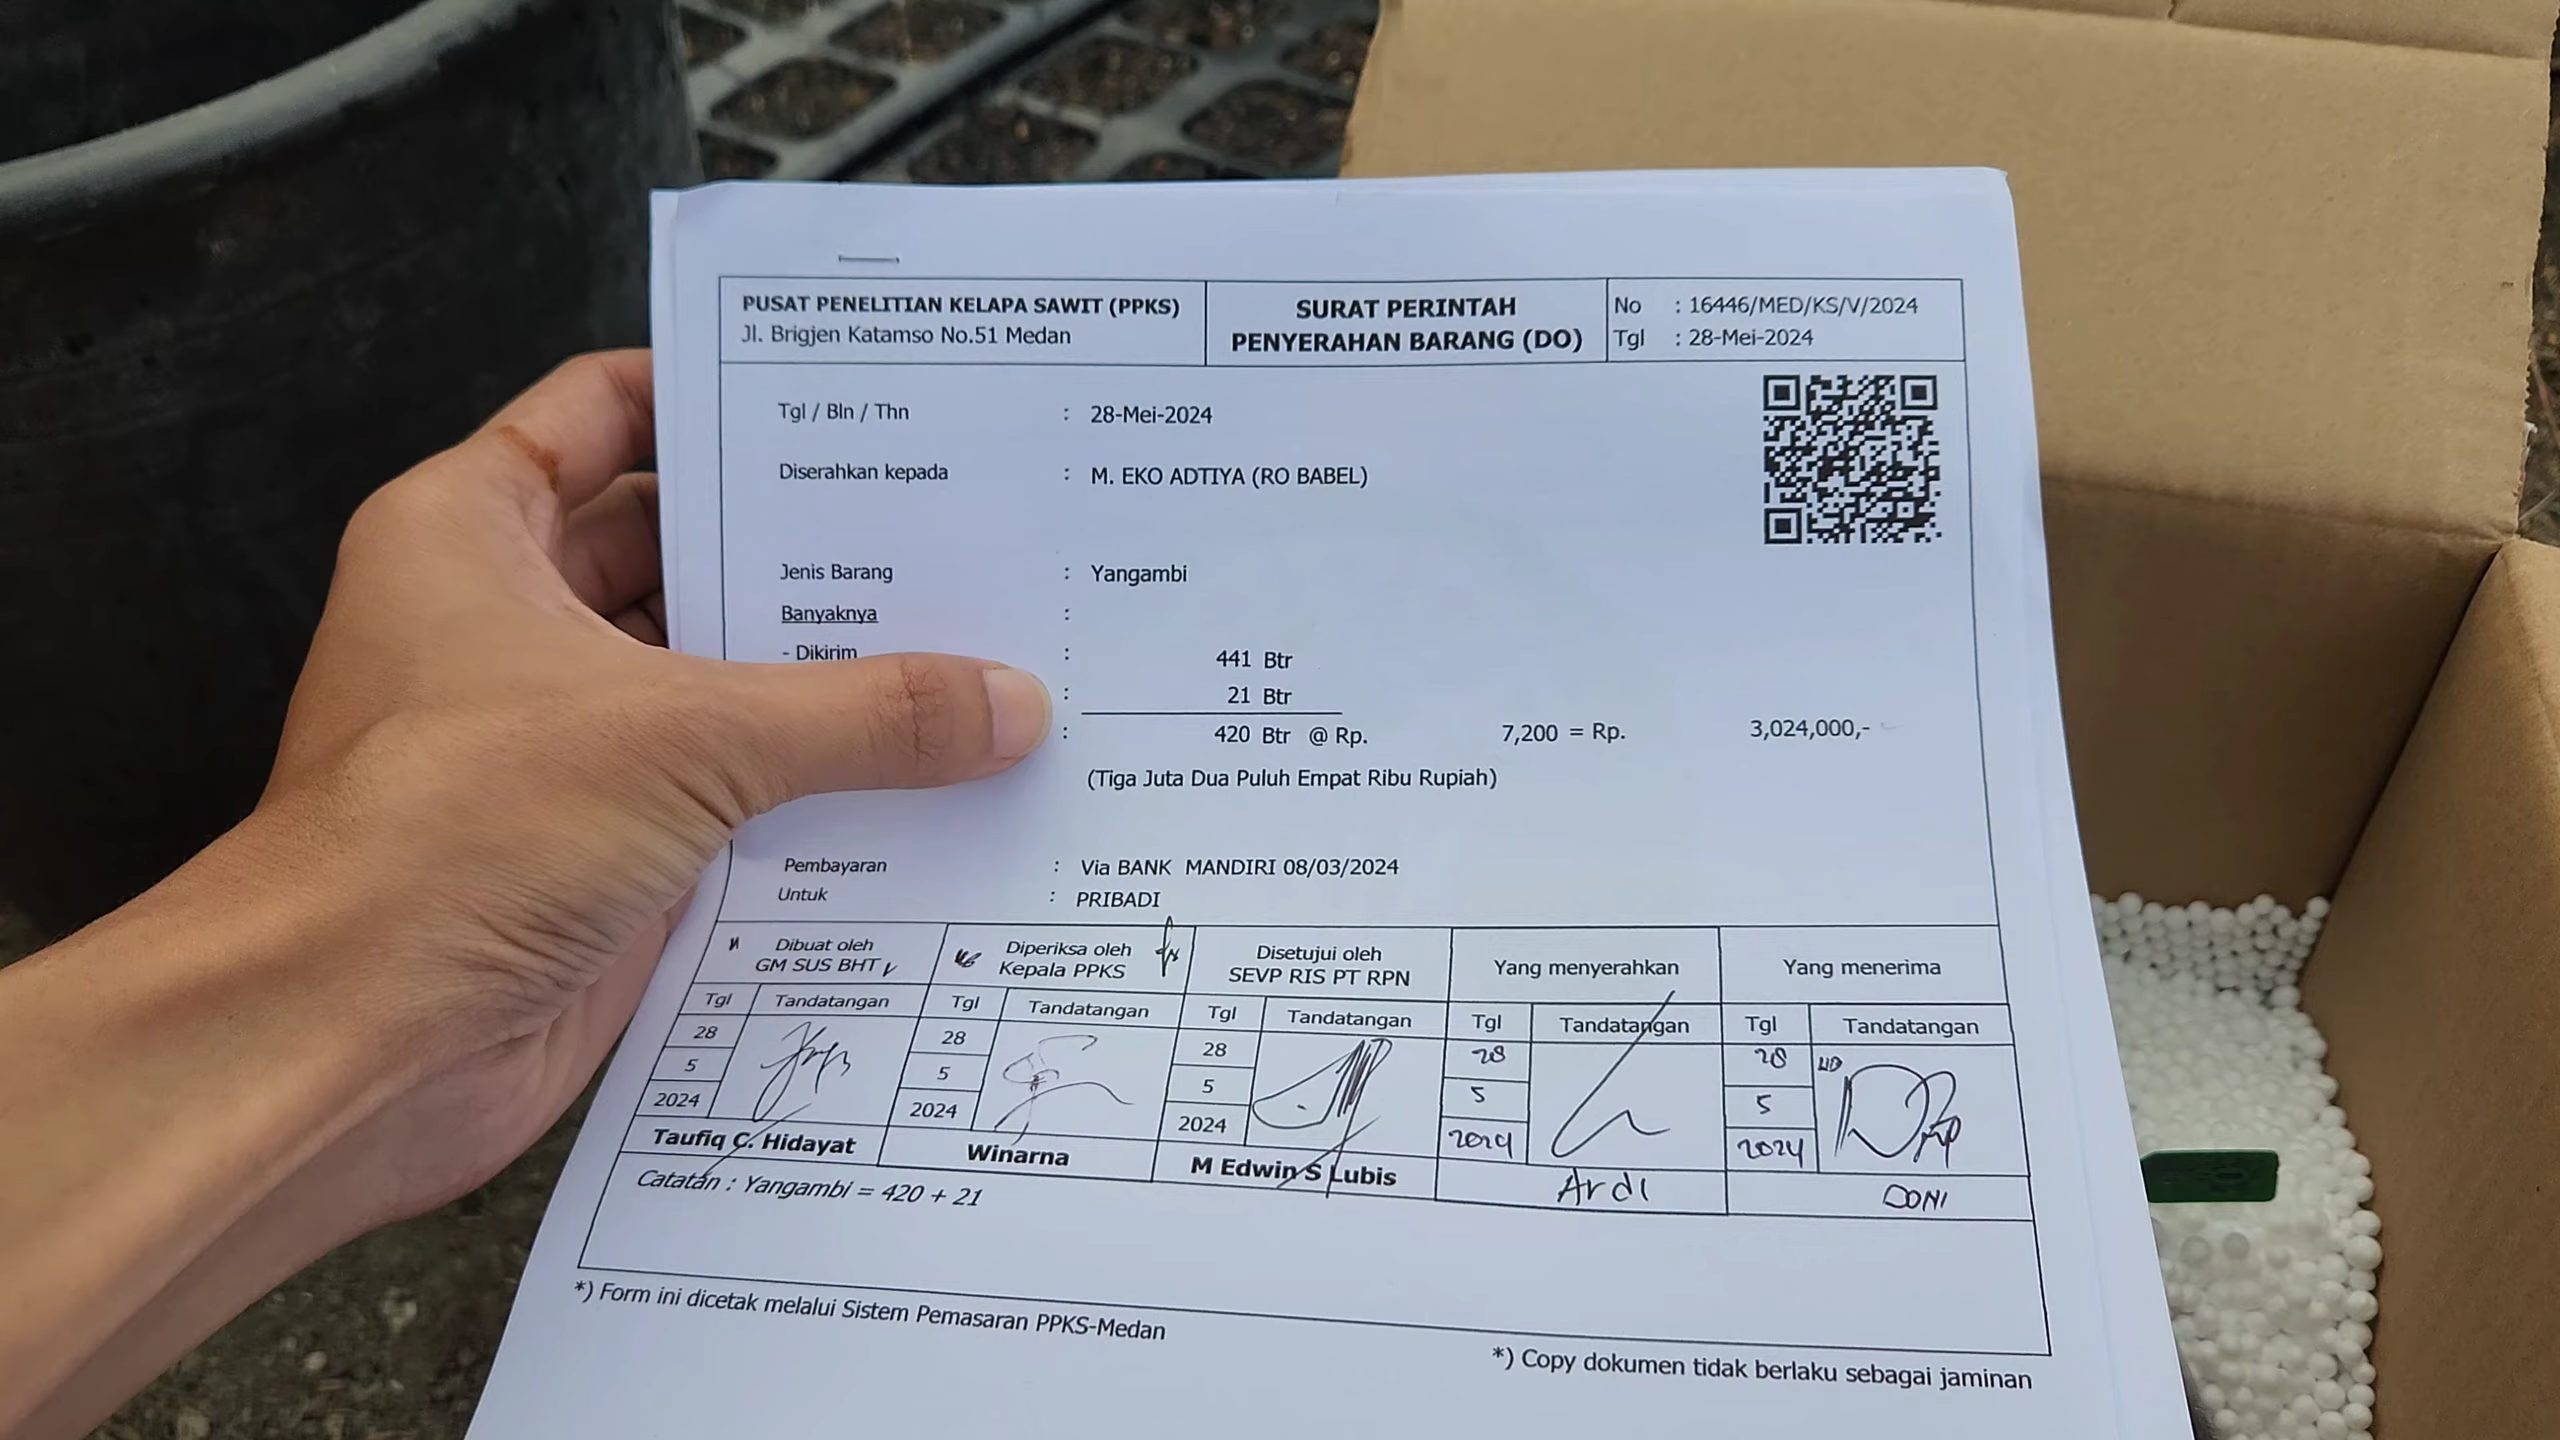 PUSAT PENELITIAN KELAPA SAWIT (PPKS)
Jl. Brigjen Katamso No.51 Medan
SURAT PERINTAH
PENYERAHAN BARANG (DO)
No : 16446/MED/KS/V/2024
Tgl : 28-Mei-2024
Tgl / Bln / Thn : 28-Mei-2024
Diserahkan kepada : M. EKO ADTIYA (RO BABEL)
Jenis Barang : Yangambi
Banyaknya :
- Dikirim : 441 Btr
: 21 Btr
: 420 Btr @ Rp. 7,200 = Rp. 3,024,000,-
(Tiga Juta Dua Puluh Empat Ribu Rupiah)
Pembayaran : Via BANK MANDIRI 08/03/2024
Untuk : PRIBADI
Dibuat oleh
GM SUS BHT
Diperiksa oleh
Kepala PPKS
Disetujui oleh
SEVP RIS PT RPN
Yang menyerahkan
Yang menerima
Tgl Tandatangan Tgl Tandatangan Tgl Tandatangan Tgl Tandatangan Tgl Tandatangan
28 28 28 28 28
5 5 5 5 5
2024 2024 2024 2024 2024
Taufiq C. Hidayat Winarna M Edwin S Lubis Ardi DONI
Catatan : Yangambi = 420 + 21
*) Form ini dicetak melalui Sistem Pemasaran PPKS-Medan
*) Copy dokumen tidak berlaku sebagai jaminan